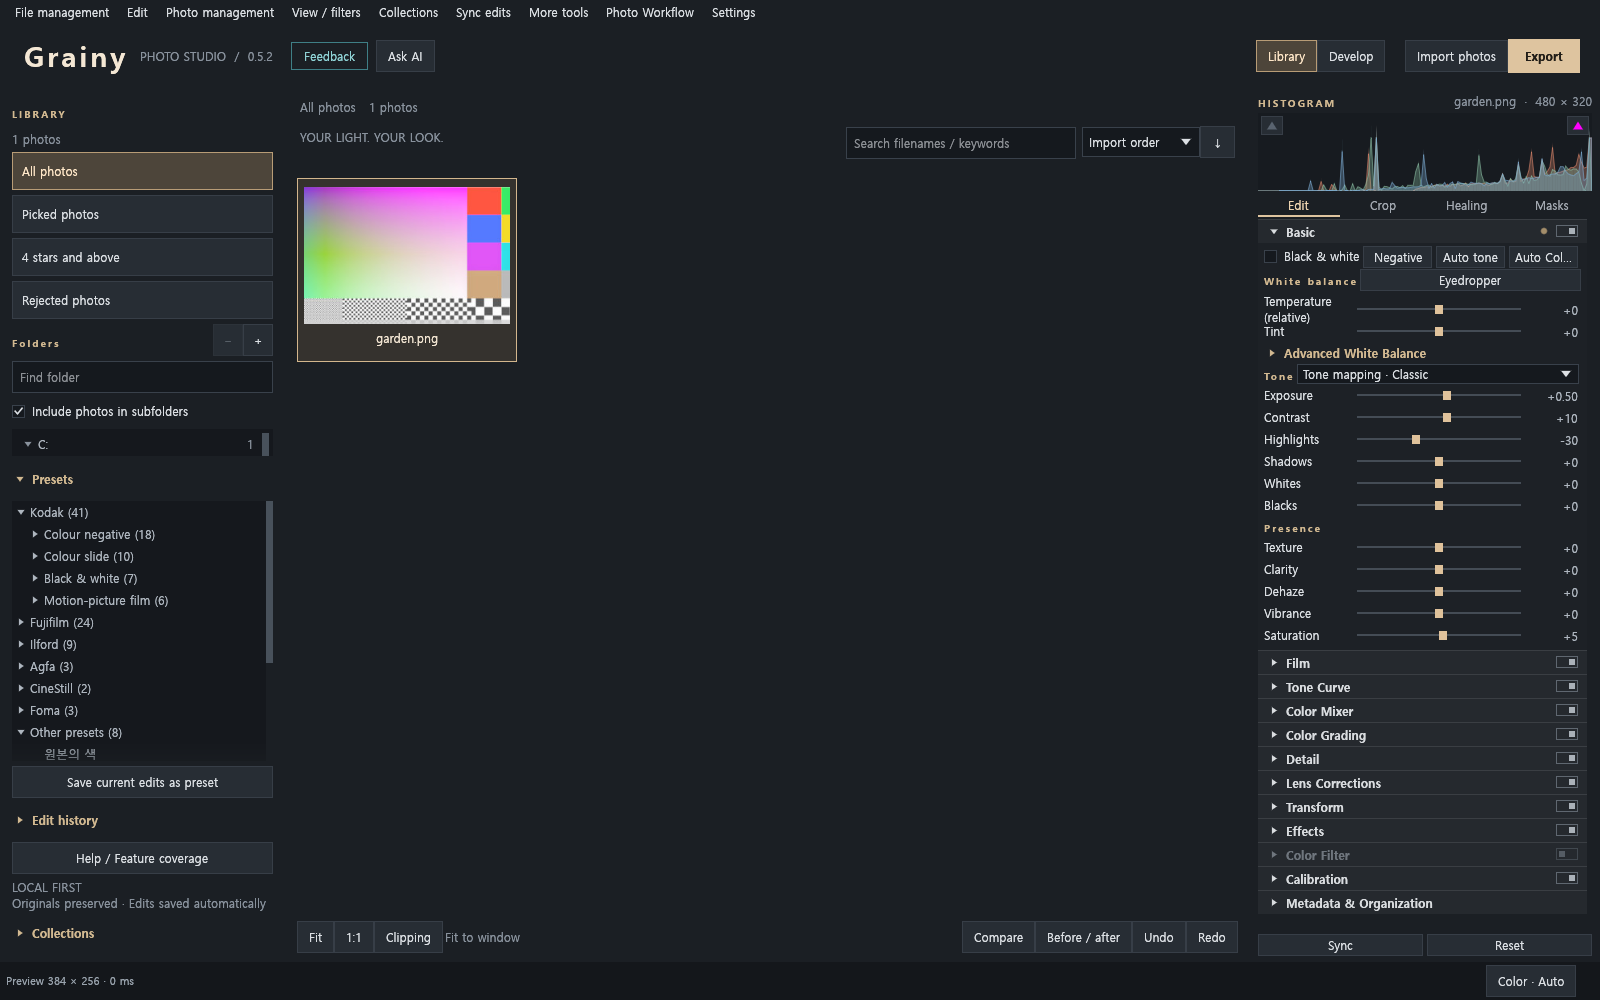 File management Edit Photo management View / filters Collections Sync edits More tools Photo Workflow Settings
Grainy PHOTO STUDIO / 0.5.2 Feedback Ask AI Library Develop Import photos Export
LIBRARY
1 photos
All photos
Picked photos
4 stars and above
Rejected photos
Folders − +
Find folder
Include photos in subfolders
C: 1
Presets
Kodak (41)
Colour negative (18)
Colour slide (10)
Black & white (7)
Motion-picture film (6)
Fujifilm (24)
Ilford (9)
Agfa (3)
CineStill (2)
Foma (3)
Other presets (8)
원본의 색
Save current edits as preset
Edit history
Help / Feature coverage
LOCAL FIRST
Originals preserved · Edits saved automatically
Collections
All photos 1 photos
YOUR LIGHT. YOUR LOOK.
Search filenames / keywords Import order ↓
garden.png
Fit 1:1 Clipping Fit to window Compare Before / after Undo Redo
HISTOGRAM garden.png · 480 × 320
Edit Crop Healing Masks
Basic
Black & white Negative Auto tone Auto Col...
White balance Eyedropper
Temperature
(relative) +0
Tint +0
Advanced White Balance
Tone Tone mapping · Classic
Exposure +0.50
Contrast +10
Highlights -30
Shadows +0
Whites +0
Blacks +0
Presence
Texture +0
Clarity +0
Dehaze +0
Vibrance +0
Saturation +5
Film
Tone Curve
Color Mixer
Color Grading
Detail
Lens Corrections
Transform
Effects
Color Filter
Calibration
Metadata & Organization
Sync Reset
Preview 384 × 256 · 0 ms Color · Auto